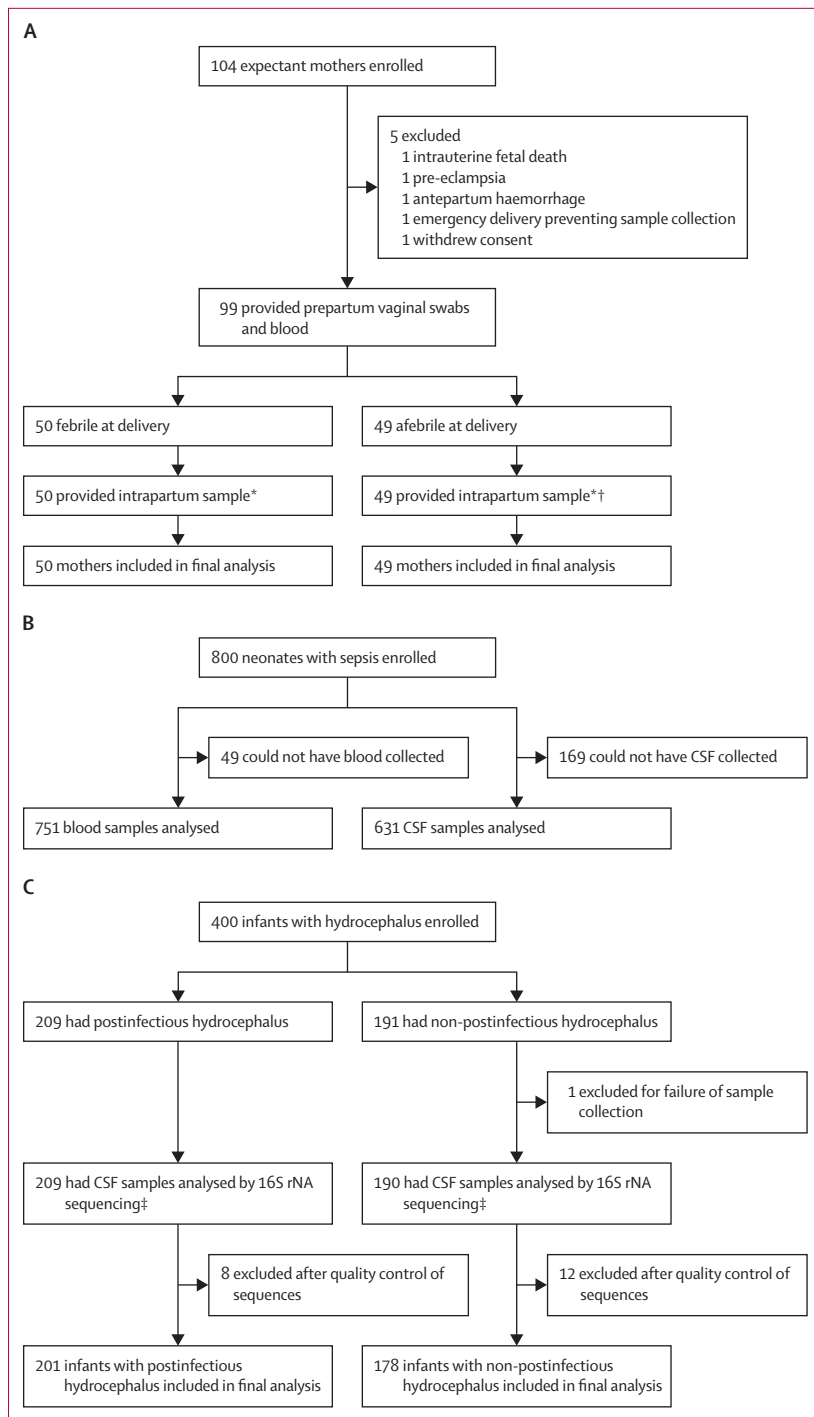 A
104 expectant mothers enrolled
5 excluded
1 intrauterine fetal death
1 pre-eclampsia
1 antepartum haemorrhage
1 emergency delivery preventing sample collection
1 withdrew consent
99 provided prepartum vaginal swabs
and blood
50 febrile at delivery
49 afebrile at delivery
50 provided intrapartum sample*
49 provided intrapartum sample*†
50 mothers included in final analysis
49 mothers included in final analysis
B
800 neonates with sepsis enrolled
49 could not have blood collected
169 could not have CSF collected
751 blood samples analysed
631 CSF samples analysed
C
400 infants with hydrocephalus enrolled
209 had postinfectious hydrocephalus
191 had non-postinfectious hydrocephalus
1 excluded for failure of sample
collection
209 had CSF samples analysed by 16S rNA
sequencing‡
190 had CSF samples analysed by 16S rNA
sequencing‡
8 excluded after quality control of
sequences
12 excluded after quality control of
sequences
201 infants with postinfectious
hydrocephalus included in final analysis
178 infants with non-postinfectious
hydrocephalus included in final analysis